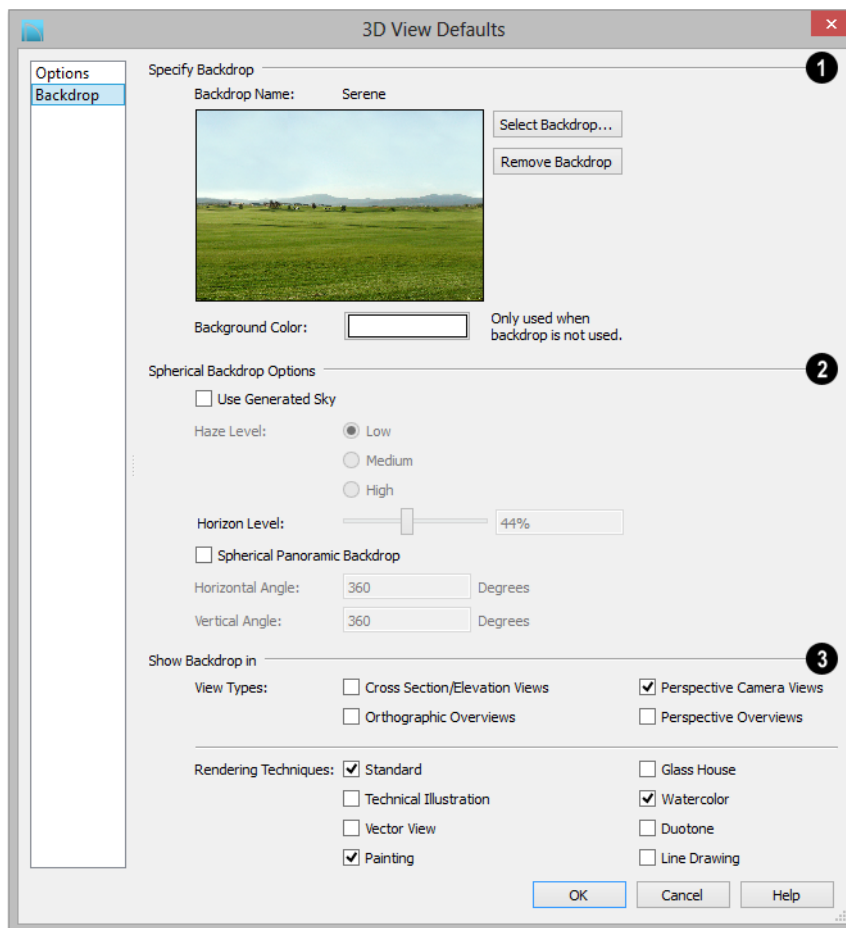 3D View Defaults
Options
Backdrop
Specify Backdrop
1
Backdrop Name: Serene
Select Backdrop...
Remove Backdrop
Background Color:
Only used when
backdrop is not used.
Spherical Backdrop Options
2
Use Generated Sky
Haze Level: Low
Medium
High
Horizon Level: 44%
Spherical Panoramic Backdrop
Horizontal Angle: 360 Degrees
Vertical Angle: 360 Degrees
Show Backdrop in
3
View Types: Cross Section/Elevation Views Perspective Camera Views
Orthographic Overviews Perspective Overviews
Rendering Techniques: Standard Glass House
Technical Illustration Watercolor
Vector View Duotone
Painting Line Drawing
OK Cancel Help